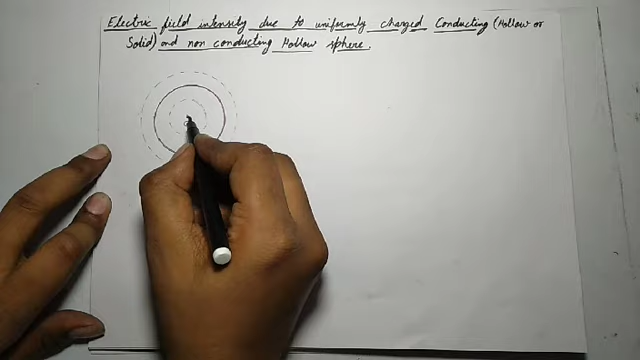 Electric field intensity due to uniformly charged Conducting (Hollow or
Solid) and non conducting Hollow sphere.